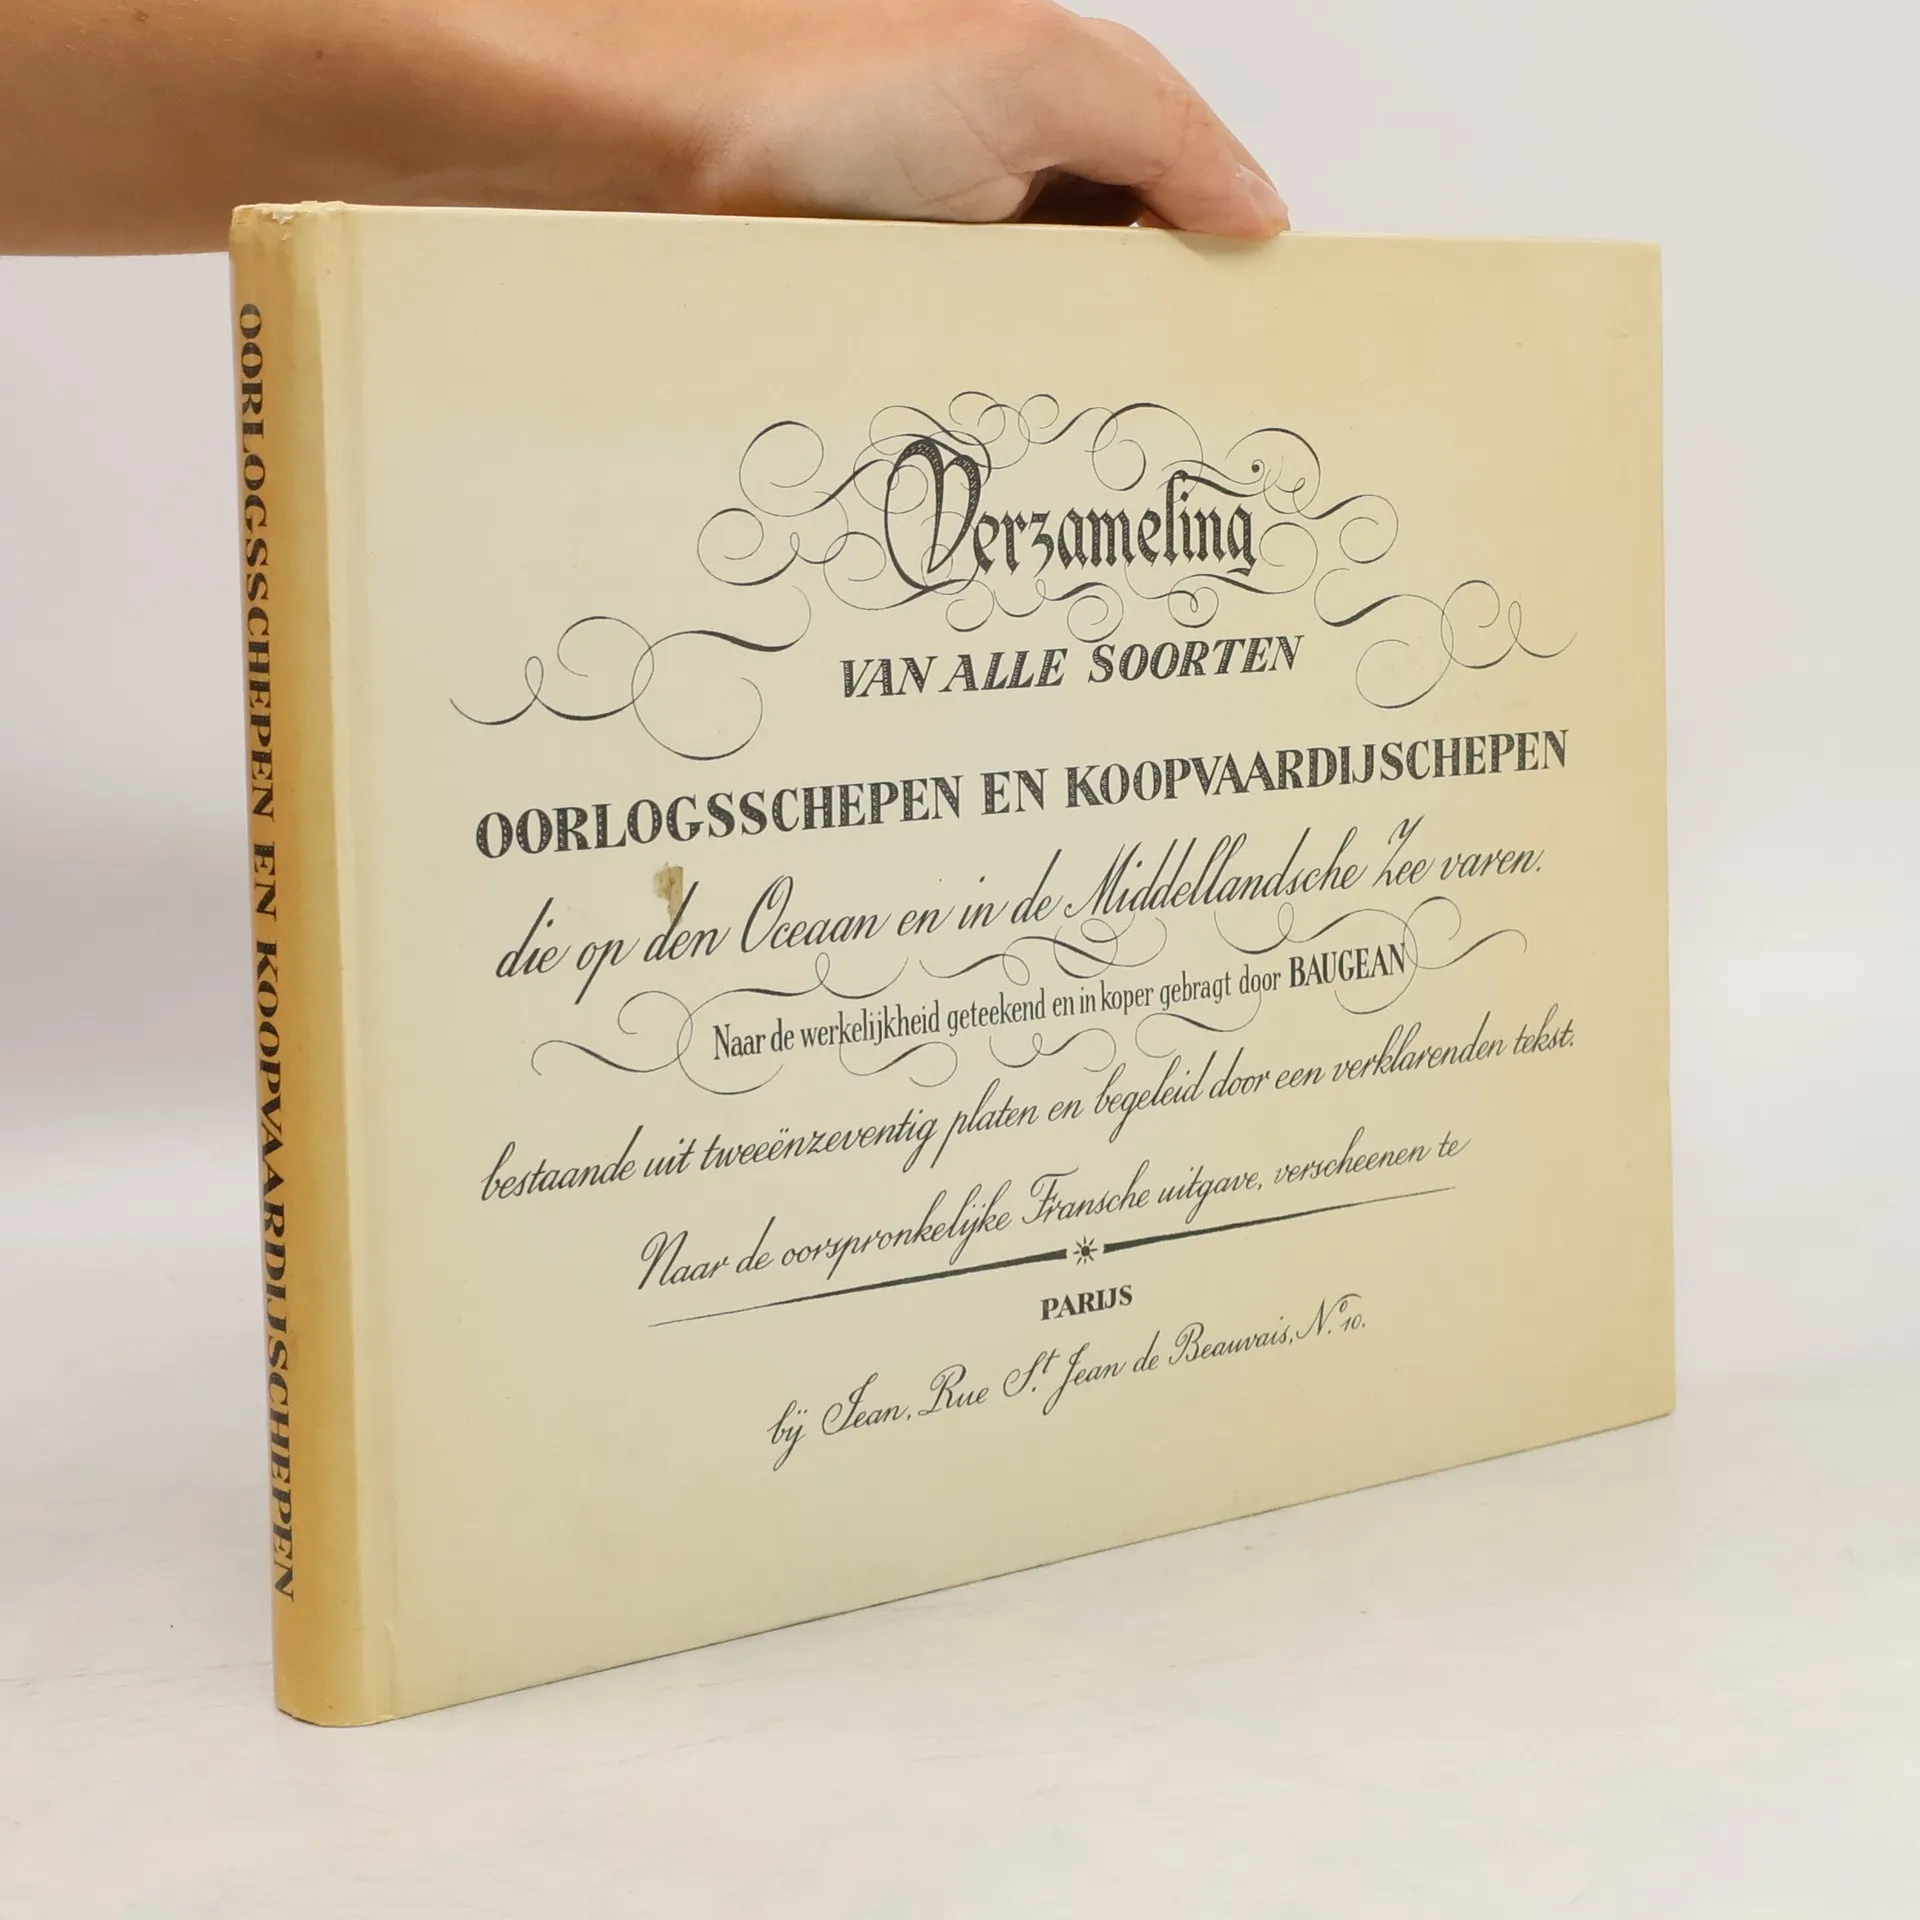 OORLOGSSCHEPEN EN KOOPVAARDIJSCHEPEN
Verzameling
VAN ALLE SOORTEN
OORLOGSSCHEPEN EN KOOPVAARDIJSCHEPEN
die op den Oceaan en in de Middellandsche Zee varen.
Naar de werkelijkheid geteekend en in koper gebragt door BAUGEAN
bestaande uit tweeënzeventig platen en begeleid door een verklarenden tekst.
Naar de oorspronkelijke Fransche uitgave, verscheenen te
PARIJS
bÿ Jean, Rue St. Jean de Beauvais, No. 10.